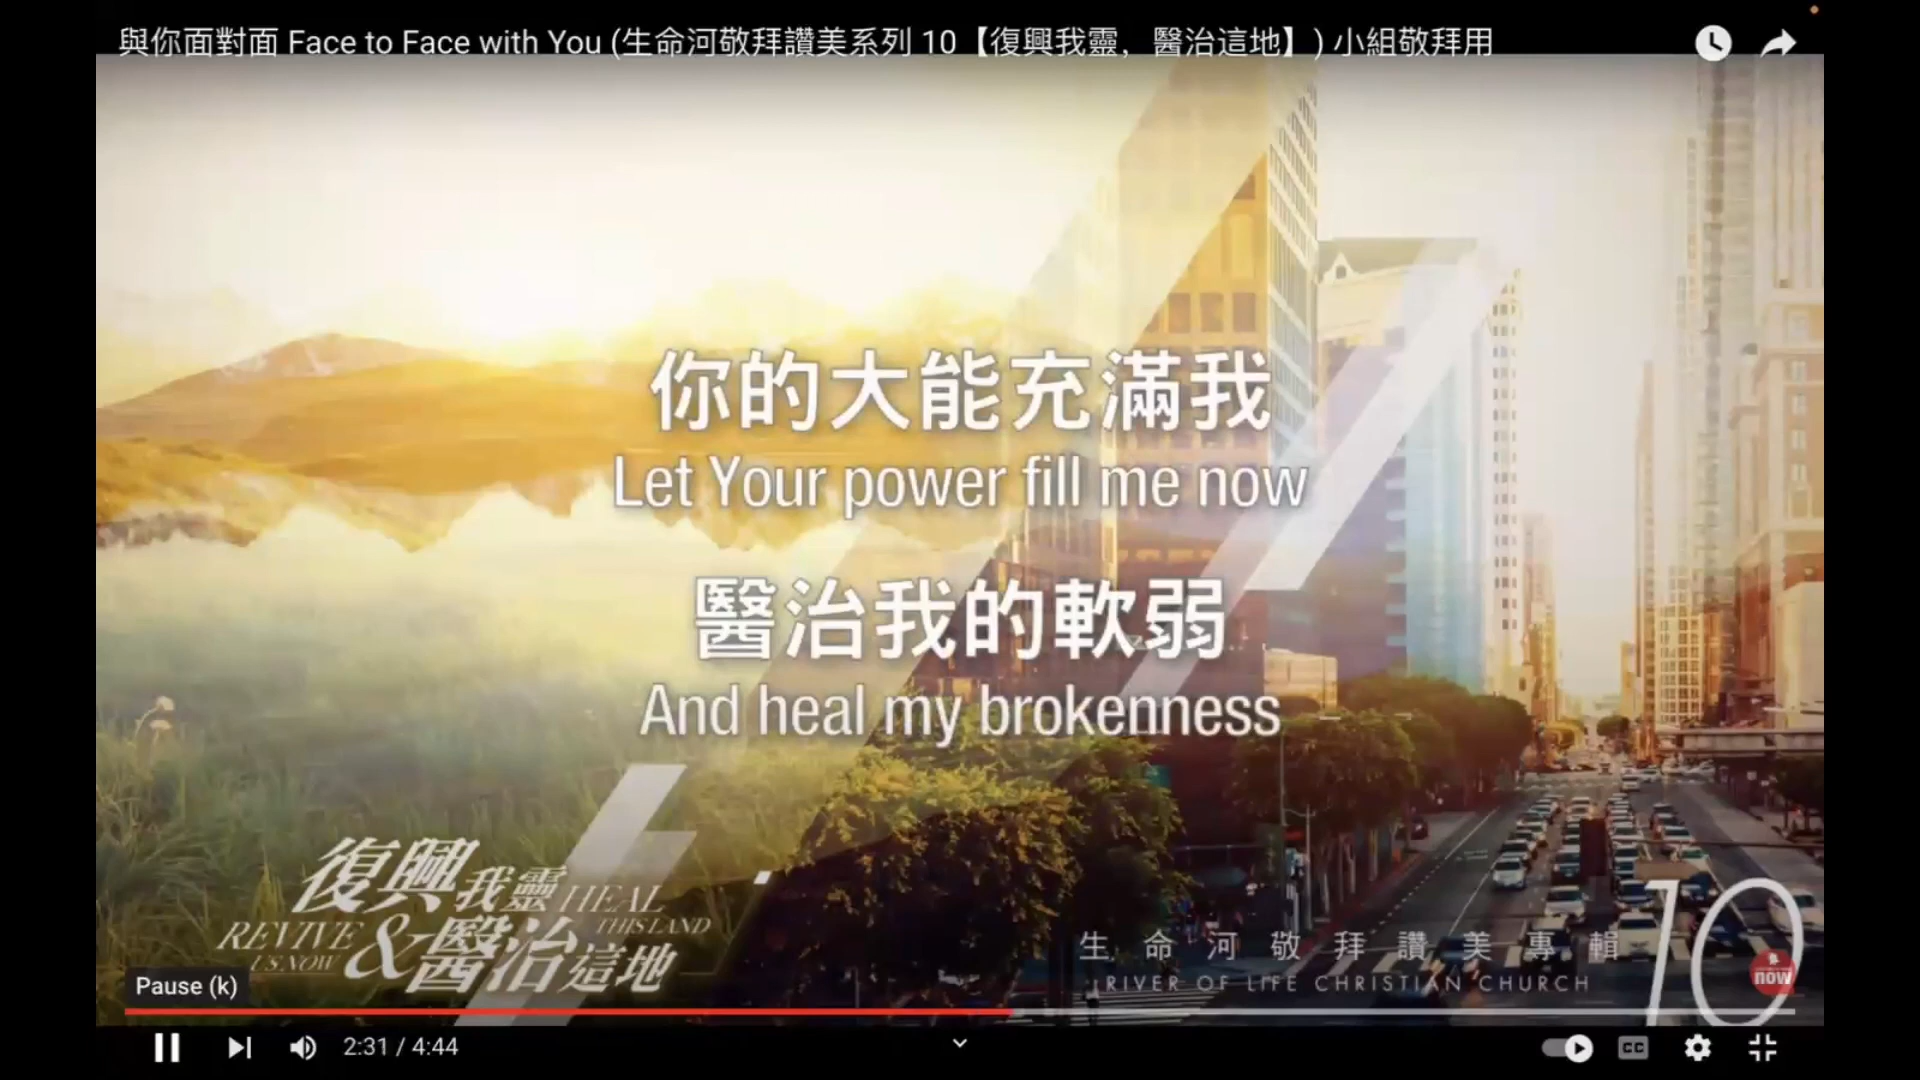 與你面對面 Face to Face with You (生命河敬拜讚美系列 10【復興我靈，醫治這地】) 小組敬拜用
你的大能充滿我
Let Your power fill me now
醫治我的軟弱
And heal my brokenness
復興我靈 HEAL THIS LAND
REVIVE US NOW & 醫治這地
生命河敬拜讚美專輯 10
RIVER OF LIFE CHRISTIAN CHURCH
now
Pause (k)
2:31 / 4:44
CC